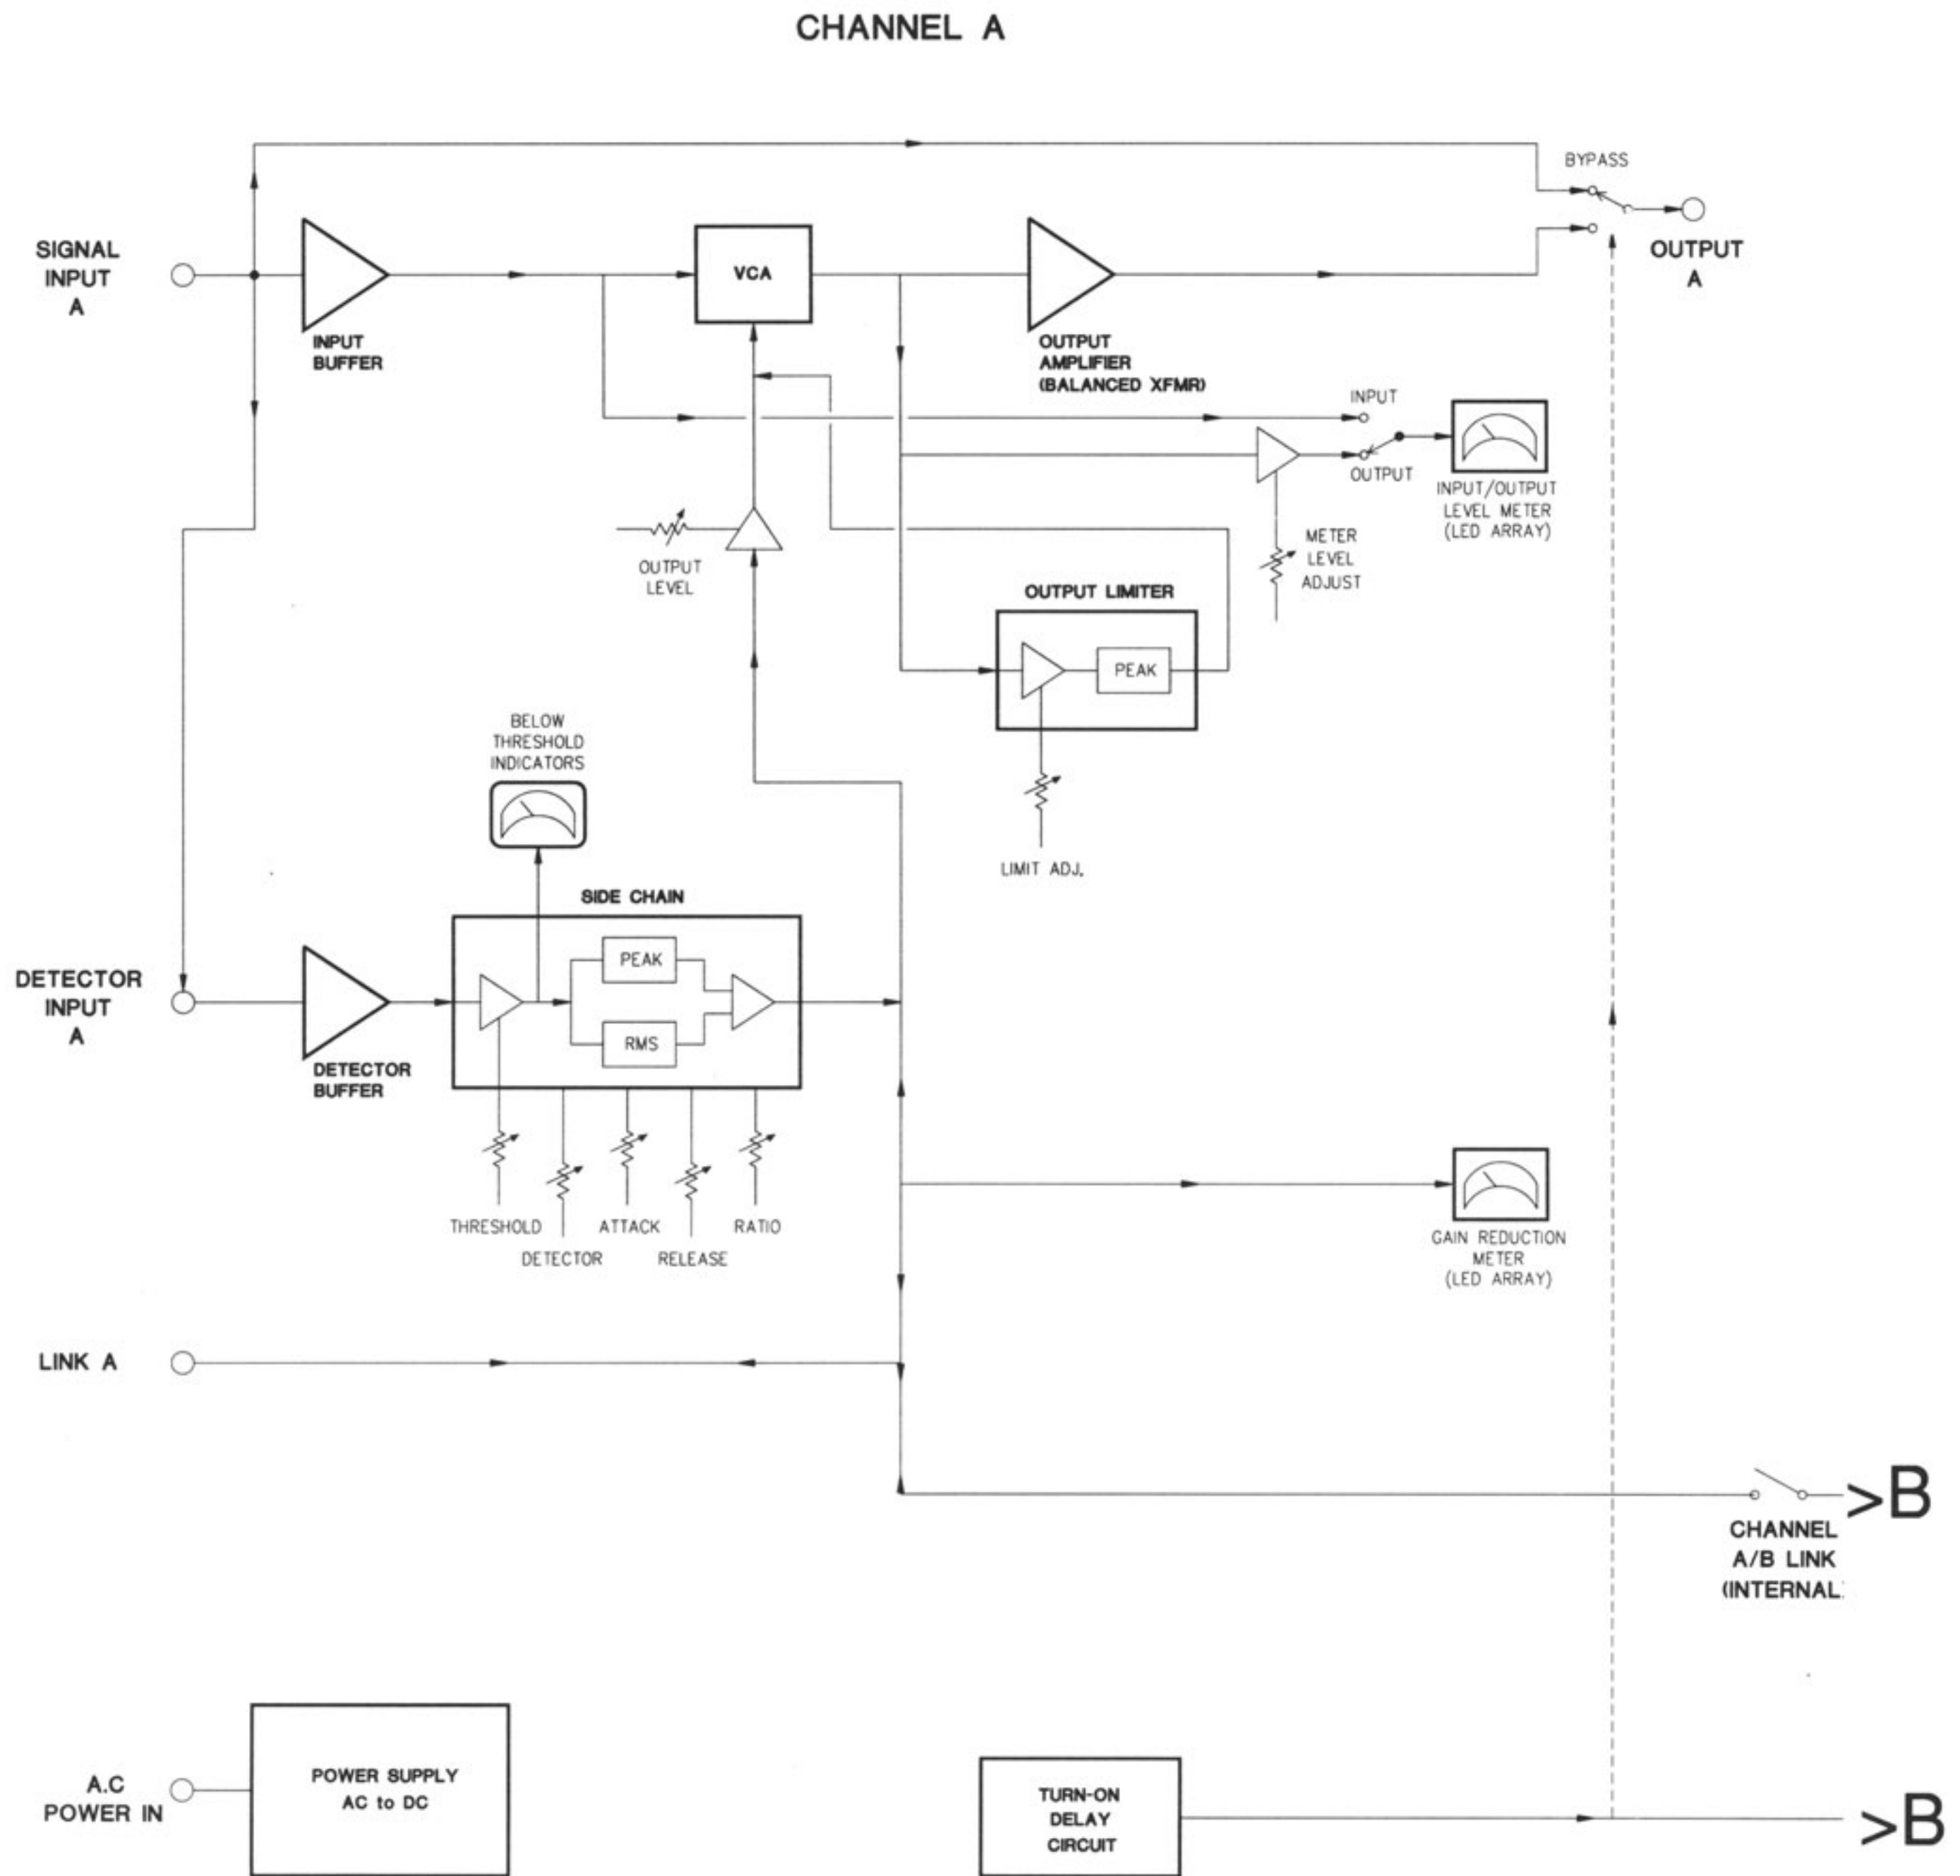 CHANNEL A
BYPASS
SIGNAL
INPUT
A
VCA
OUTPUT
A
INPUT
BUFFER
OUTPUT
AMPLIFIER
(BALANCED XFMR)
INPUT
OUTPUT
INPUT/OUTPUT
LEVEL METER
(LED ARRAY)
OUTPUT
LEVEL
METER
LEVEL
ADJUST
OUTPUT LIMITER
PEAK
LIMIT ADJ.
BELOW
THRESHOLD
INDICATORS
SIDE CHAIN
DETECTOR
INPUT
A
PEAK
RMS
DETECTOR
BUFFER
THRESHOLD
ATTACK
RATIO
DETECTOR
RELEASE
GAIN REDUCTION
METER
(LED ARRAY)
LINK A
>B
CHANNEL
A/B LINK
(INTERNAL)
A.C
POWER IN
POWER SUPPLY
AC to DC
TURN-ON
DELAY
CIRCUIT
>B